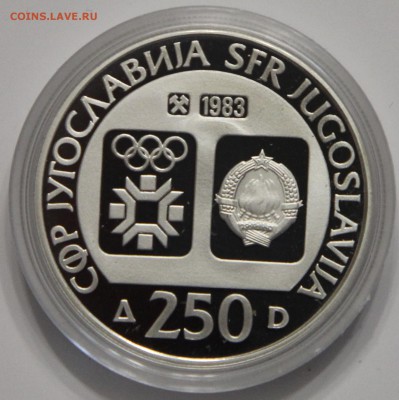 COINS.LAVE.RU
СФР ЈУГОСЛАВИЈА SFR JUGOSLAVIJA
1983
Д 250 D